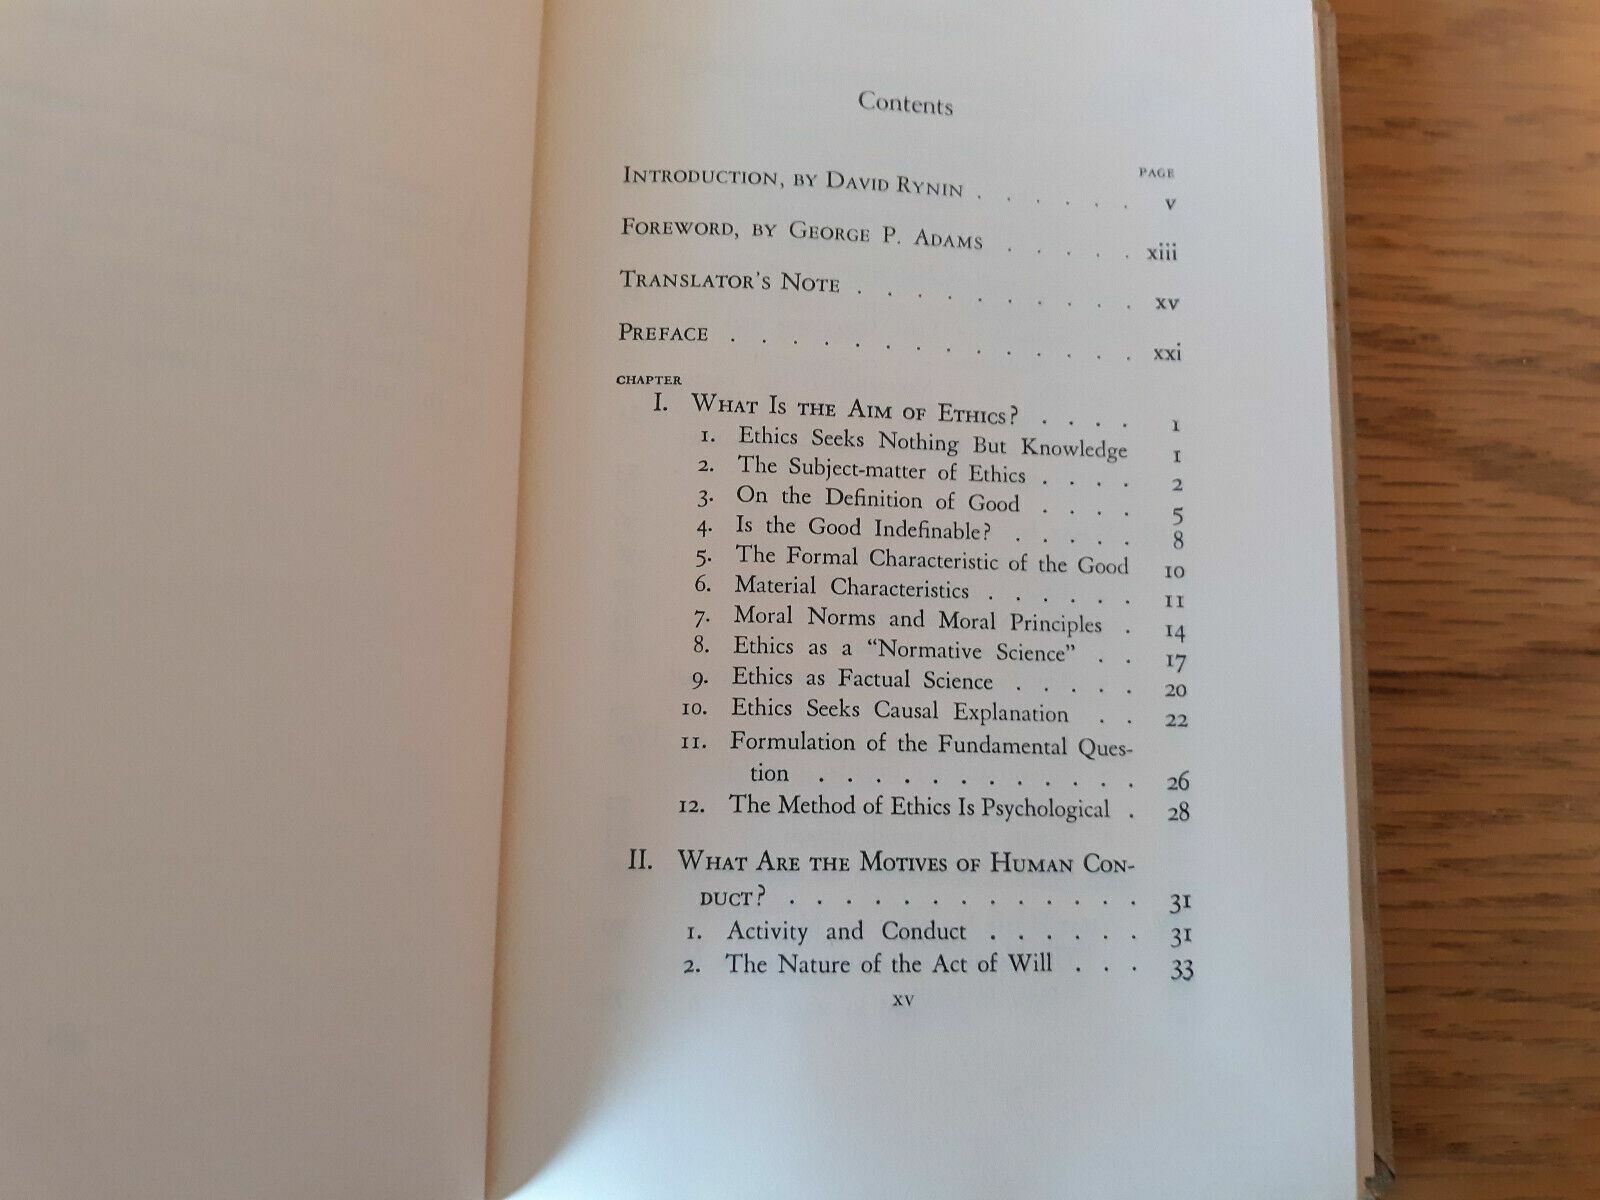 Contents
PAGE
INTRODUCTION, BY DAVID RYNIN . . . . . . v
FOREWORD, BY GEORGE P. ADAMS . . . . . xiii
TRANSLATOR'S NOTE . . . . . . . . . . xv
PREFACE . . . . . . . . . . . . . . xxi
CHAPTER
I. WHAT IS THE AIM OF ETHICS? . . . . 1
1. Ethics Seeks Nothing But Knowledge 1
2. The Subject-matter of Ethics . . . . 2
3. On the Definition of Good . . . . 5
4. Is the Good Indefinable? . . . . . 8
5. The Formal Characteristic of the Good 10
6. Material Characteristics . . . . . . 11
7. Moral Norms and Moral Principles . 14
8. Ethics as a "Normative Science" . . 17
9. Ethics as Factual Science . . . . . 20
10. Ethics Seeks Causal Explanation . . 22
11. Formulation of the Fundamental Ques-
tion . . . . . . . . . . . . 26
12. The Method of Ethics Is Psychological . 28
II. WHAT ARE THE MOTIVES OF HUMAN CON-
DUCT? . . . . . . . . . . . . . 31
1. Activity and Conduct . . . . . . 31
2. The Nature of the Act of Will . . . 33
xv